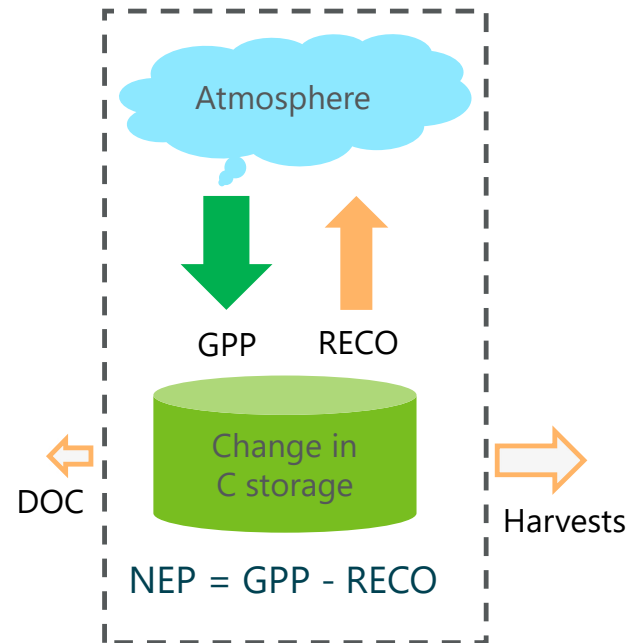 Atmosphere
GPP
RECO
Change in
C storage
DOC
Harvests
NEP = GPP - RECO